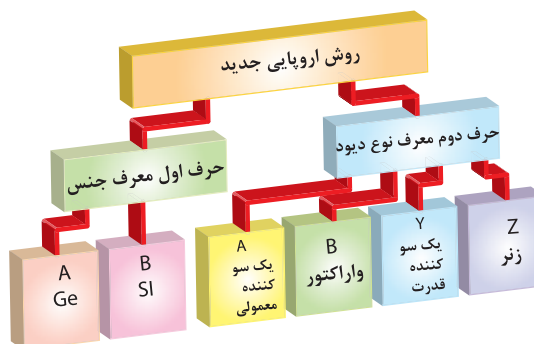 روش اروپایی جدید
حرف اول معرف جنس
حرف دوم معرف نوع دیود
A
Ge
B
SI
A
یک سو
کننده
معمولی
B
واراکتور
Y
یک سو
کننده
قدرت
Z
زنر